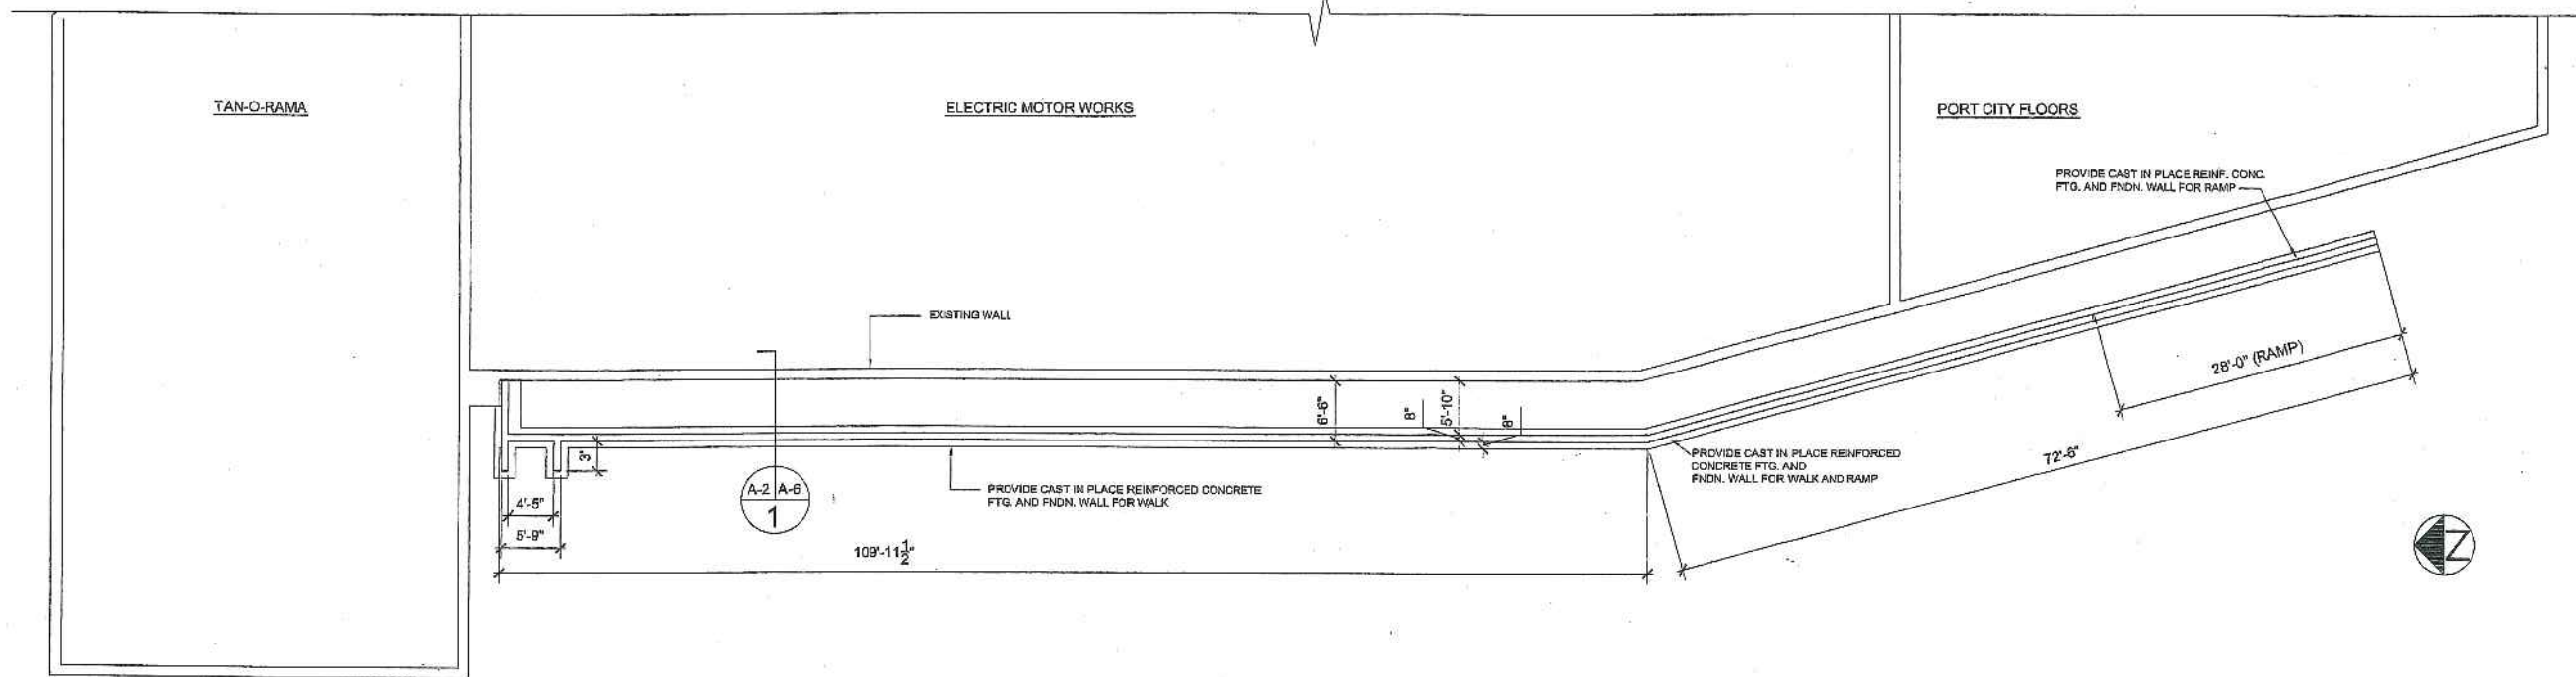 TAN-O-RAMA
ELECTRIC MOTOR WORKS
PORT CITY FLOORS
PROVIDE CAST IN PLACE REINF. CONC.
FTG. AND FNDN. WALL FOR RAMP
EXISTING WALL
28'-0" (RAMP)
6'-6"
8"
5'-10"
8"
3'
PROVIDE CAST IN PLACE REINFORCED
CONCRETE FTG. AND
FNDN. WALL FOR WALK AND RAMP
72'-6"
A-2 A-6
1
PROVIDE CAST IN PLACE REINFORCED CONCRETE
FTG. AND FNDN. WALL FOR WALK
4'-5"
5'-9"
109'-11 1/2"
N